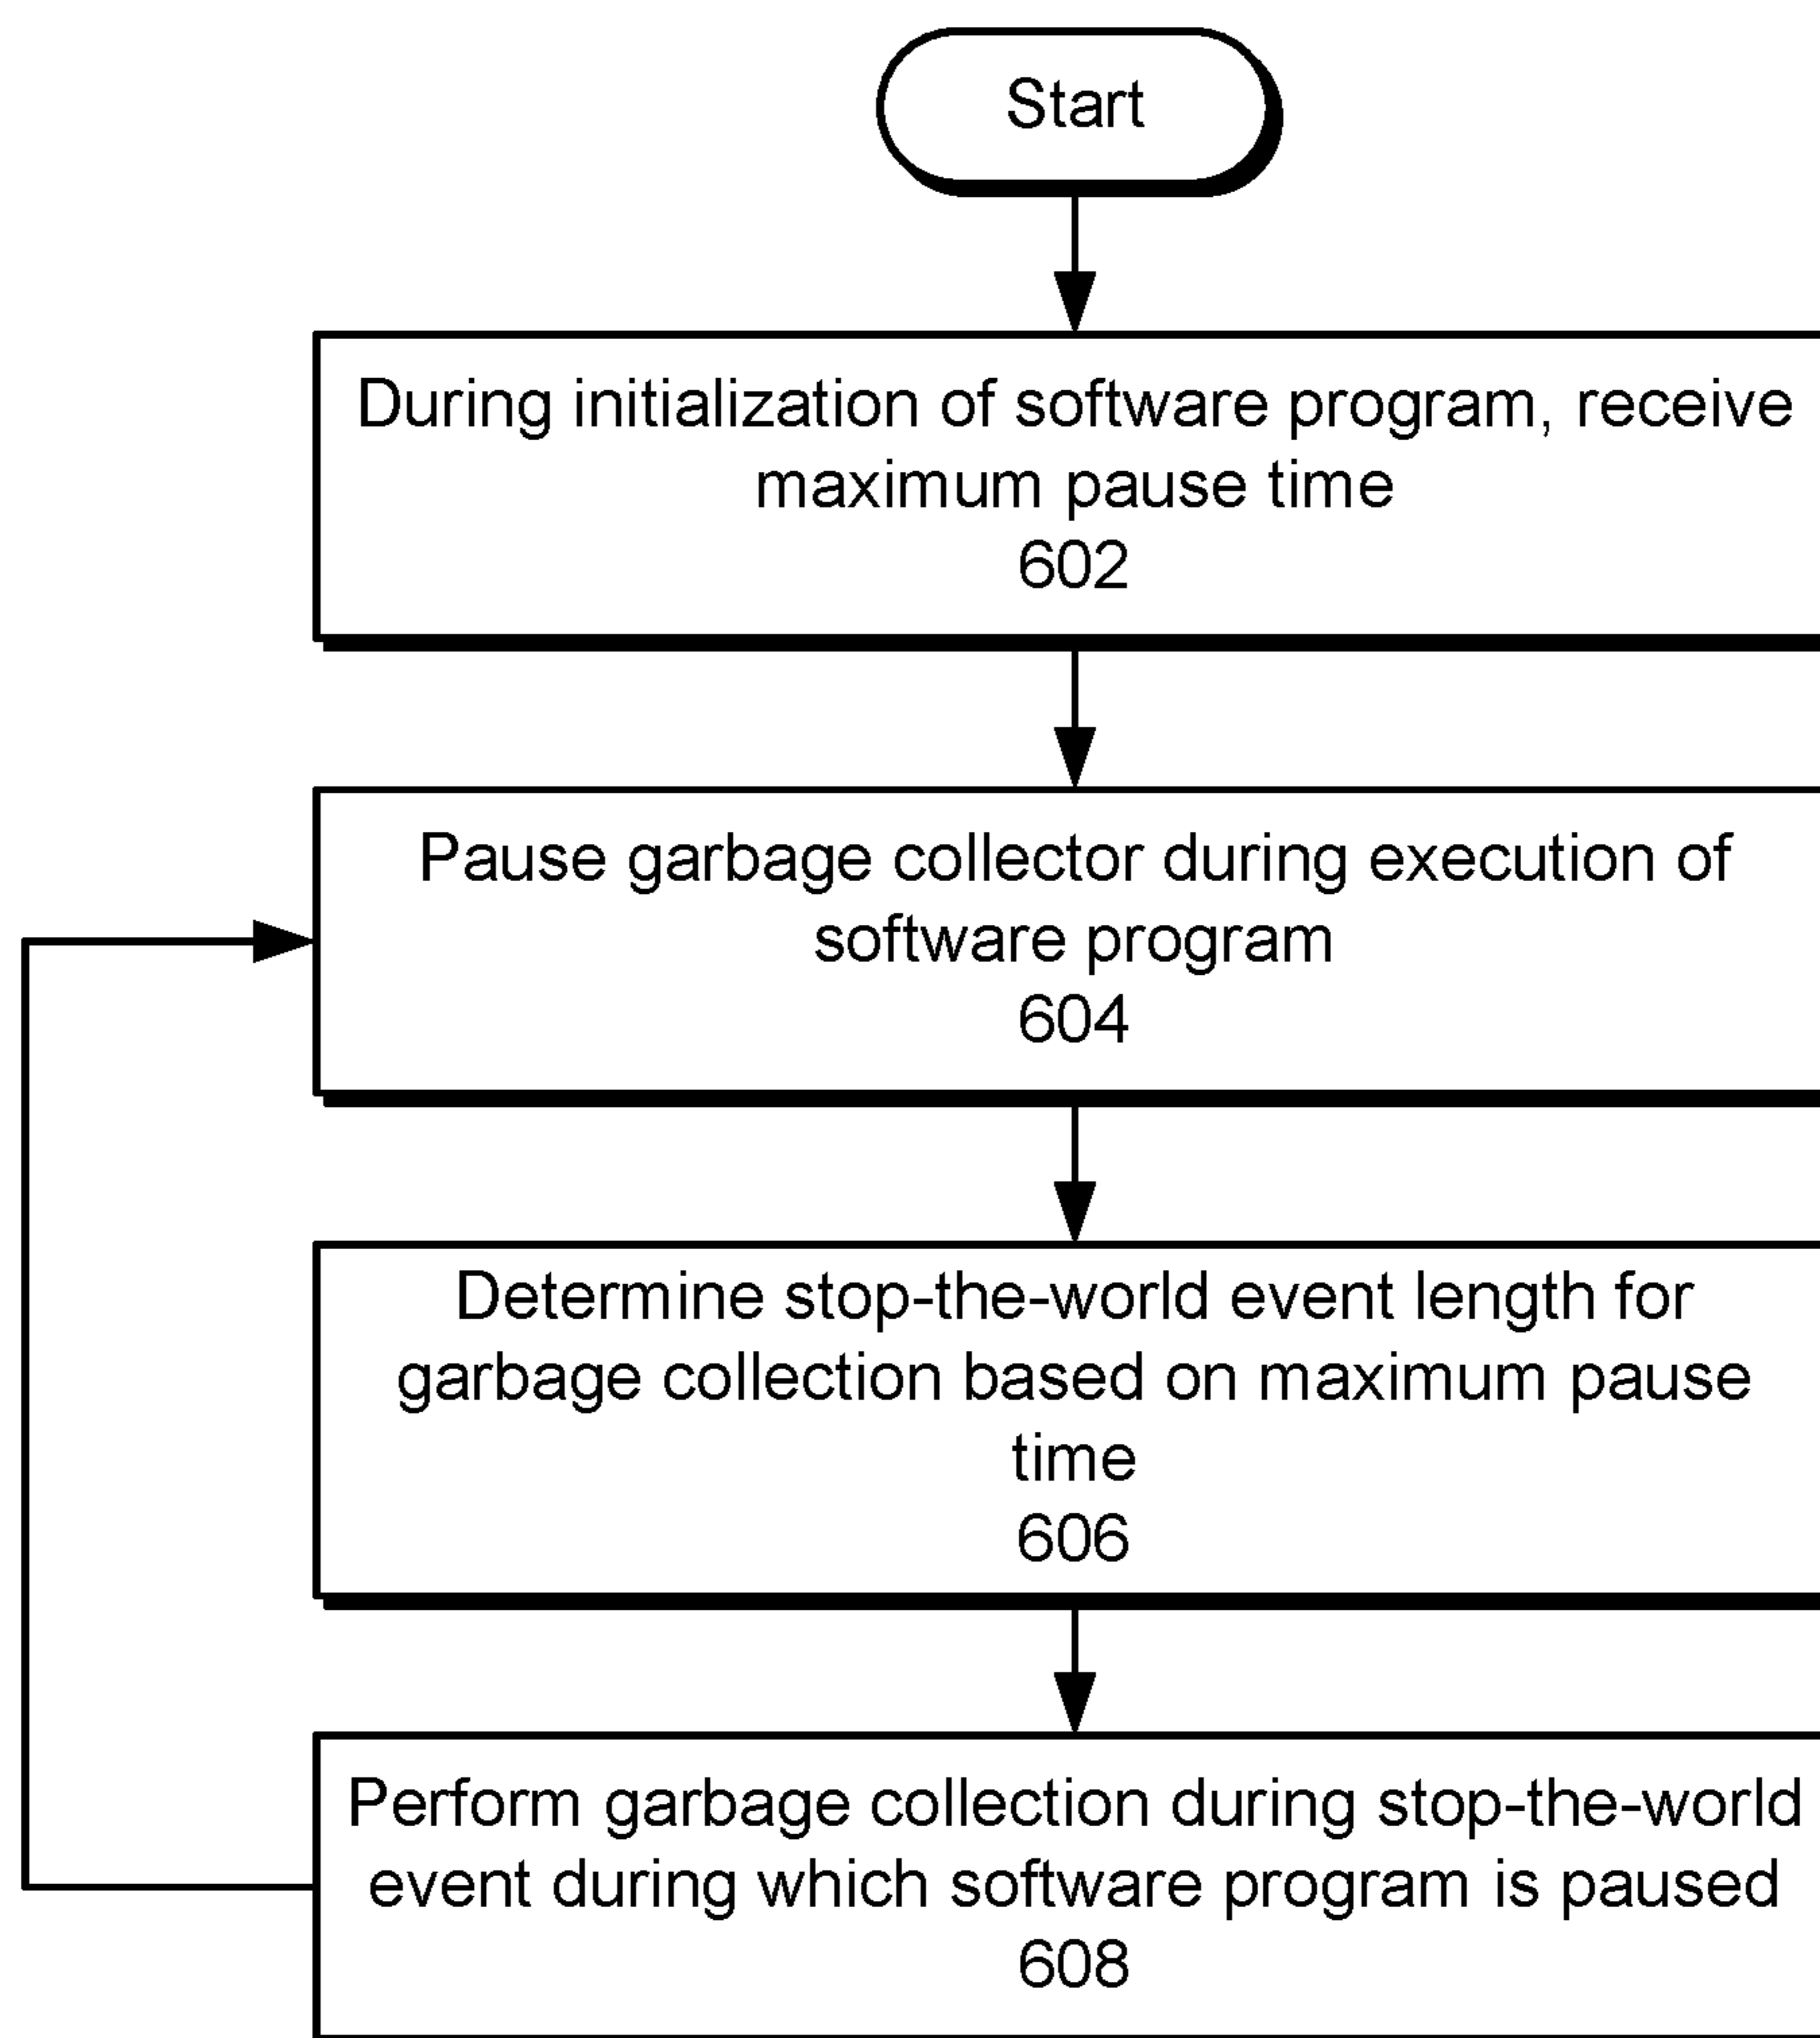 Start
During initialization of software program, receive
maximum pause time
602
Pause garbage collector during execution of
software program
604
Determine stop-the-world event length for
garbage collection based on maximum pause
time
606
Perform garbage collection during stop-the-world
event during which software program is paused
608